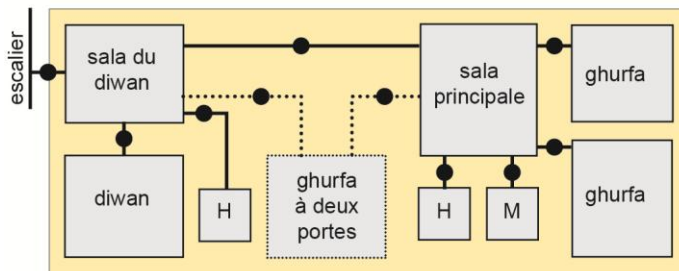 escalier
sala du
diwan
diwan
H
ghurfa
à deux
portes
sala
principale
H
M
ghurfa
ghurfa